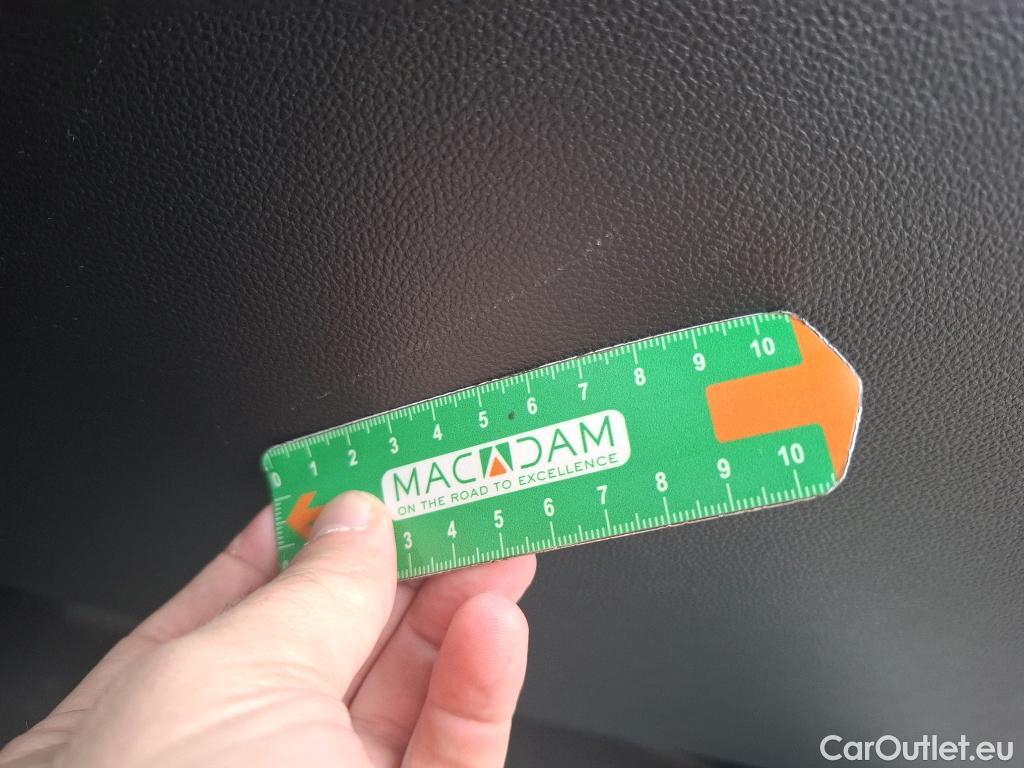 0 1 2 3 4 5 6 7 8 9 10
MACADAM
ON THE ROAD TO EXCELLENCE
3 4 5 6 7 8 9 10
CarOutlet.eu